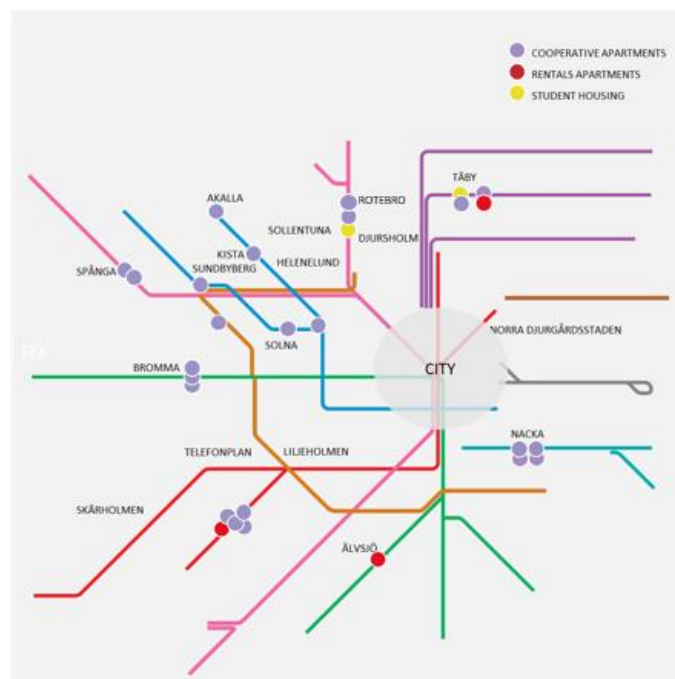 COOPERATIVE APARTMENTS
RENTALS APARTMENTS
STUDENT HOUSING
TÄBY
AKALLA
ROTEBRO
SOLLENTUNA
DJURSHOLM
KISTA
HELENELUND
SUNDBYBERG
SPÅNGA
NORRA DJURGÅRDSSTADEN
SOLNA
SEK
BROMMA
CITY
NACKA
TELEFONPLAN
LILJEHOLMEN
SKÄRHOLMEN
ÄLVSJÖ